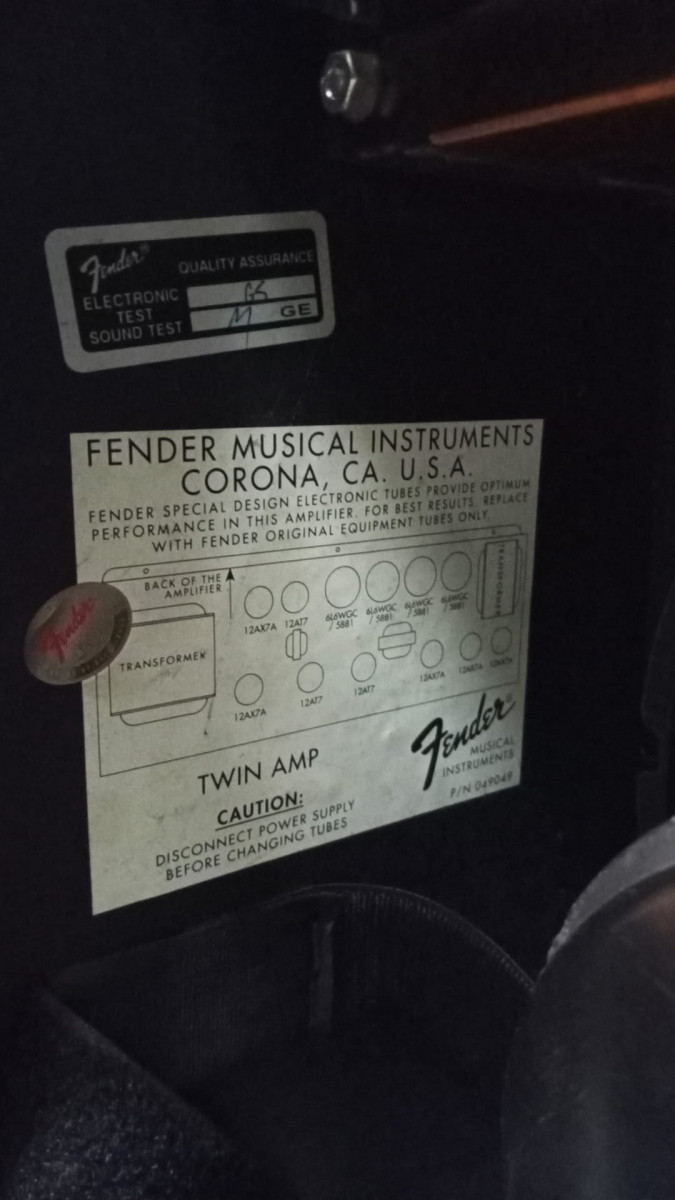 Fender®
QUALITY ASSURANCE
ELECTRONIC
TEST
GS
SOUND TEST
M GE
FENDER MUSICAL INSTRUMENTS
CORONA, CA. U.S.A.
FENDER SPECIAL DESIGN ELECTRONIC TUBES PROVIDE OPTIMUM
PERFORMANCE IN THIS AMPLIFIER. FOR BEST RESULTS, REPLACE
WITH FENDER ORIGINAL EQUIPMENT TUBES ONLY.
BACK OF THE
AMPLIFIER
12AX7A 12AT7 6L6WGC 6L6WGC 6L6WGC 6L6WGC
/ 5881 / 5881 / 5881 / 5881
TRANSFORMER
TRANSFORMER
Fender
12AX7A 12AT7 12AT7 12AX7A 12AX7A 12AX7A
TWIN AMP
Fender®
MUSICAL
INSTRUMENTS
P/N 049049
CAUTION:
DISCONNECT POWER SUPPLY
BEFORE CHANGING TUBES